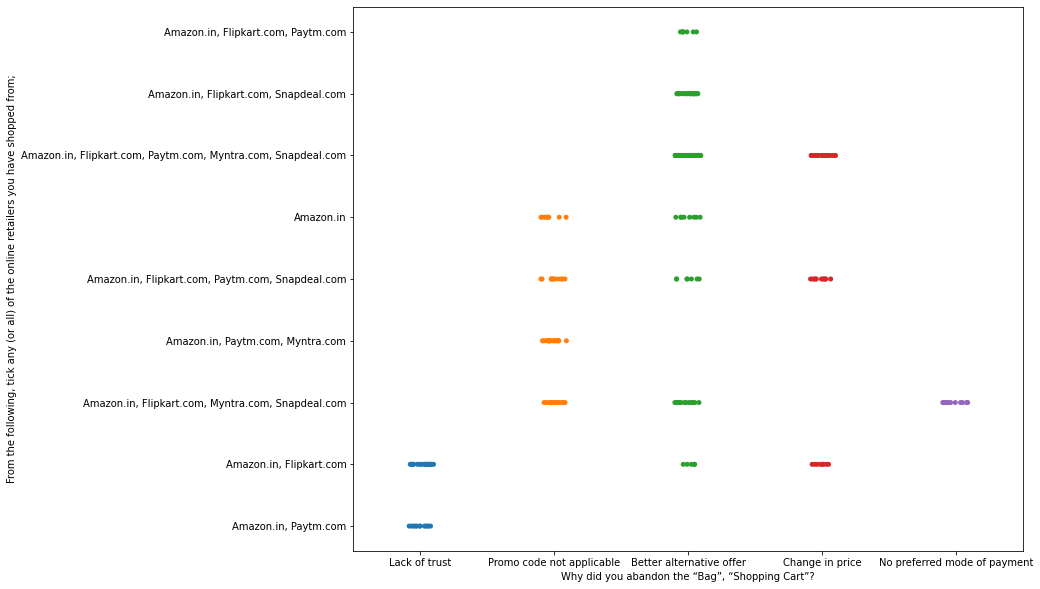 From the following, tick any (or all) of the online retailers you have shopped from;
Amazon.in, Flipkart.com, Paytm.com
Amazon.in, Flipkart.com, Snapdeal.com
Amazon.in, Flipkart.com, Paytm.com, Myntra.com, Snapdeal.com
Amazon.in
Amazon.in, Flipkart.com, Paytm.com, Snapdeal.com
Amazon.in, Paytm.com, Myntra.com
Amazon.in, Flipkart.com, Myntra.com, Snapdeal.com
Amazon.in, Flipkart.com
Amazon.in, Paytm.com
Lack of trust
Promo code not applicable
Better alternative offer
Change in price
No preferred mode of payment
Why did you abandon the “Bag”, “Shopping Cart”?